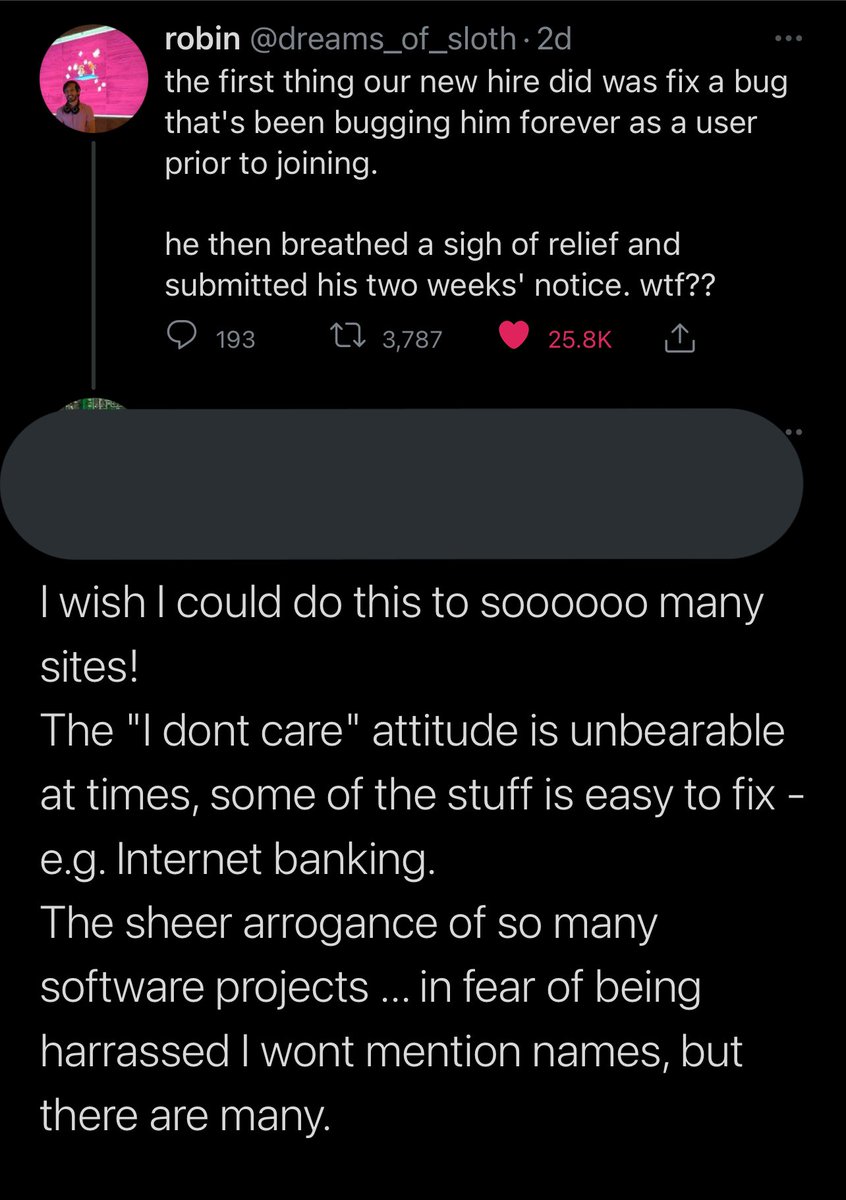 robin @dreams_of_sloth · 2d
the first thing our new hire did was fix a bug
that's been bugging him forever as a user
prior to joining.
he then breathed a sigh of relief and
submitted his two weeks' notice. wtf??
193 3,787 25.8K
I wish I could do this to soooooo many
sites!
The "I dont care" attitude is unbearable
at times, some of the stuff is easy to fix -
e.g. Internet banking.
The sheer arrogance of so many
software projects ... in fear of being
harrassed I wont mention names, but
there are many.